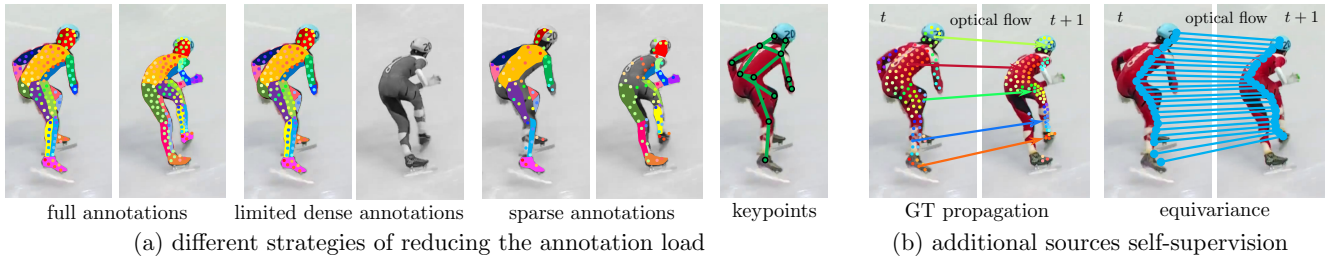 t optical flow t + 1 t optical flow t + 1
full annotations limited dense annotations sparse annotations keypoints GT propagation equivariance
(a) different strategies of reducing the annotation load (b) additional sources self-supervision